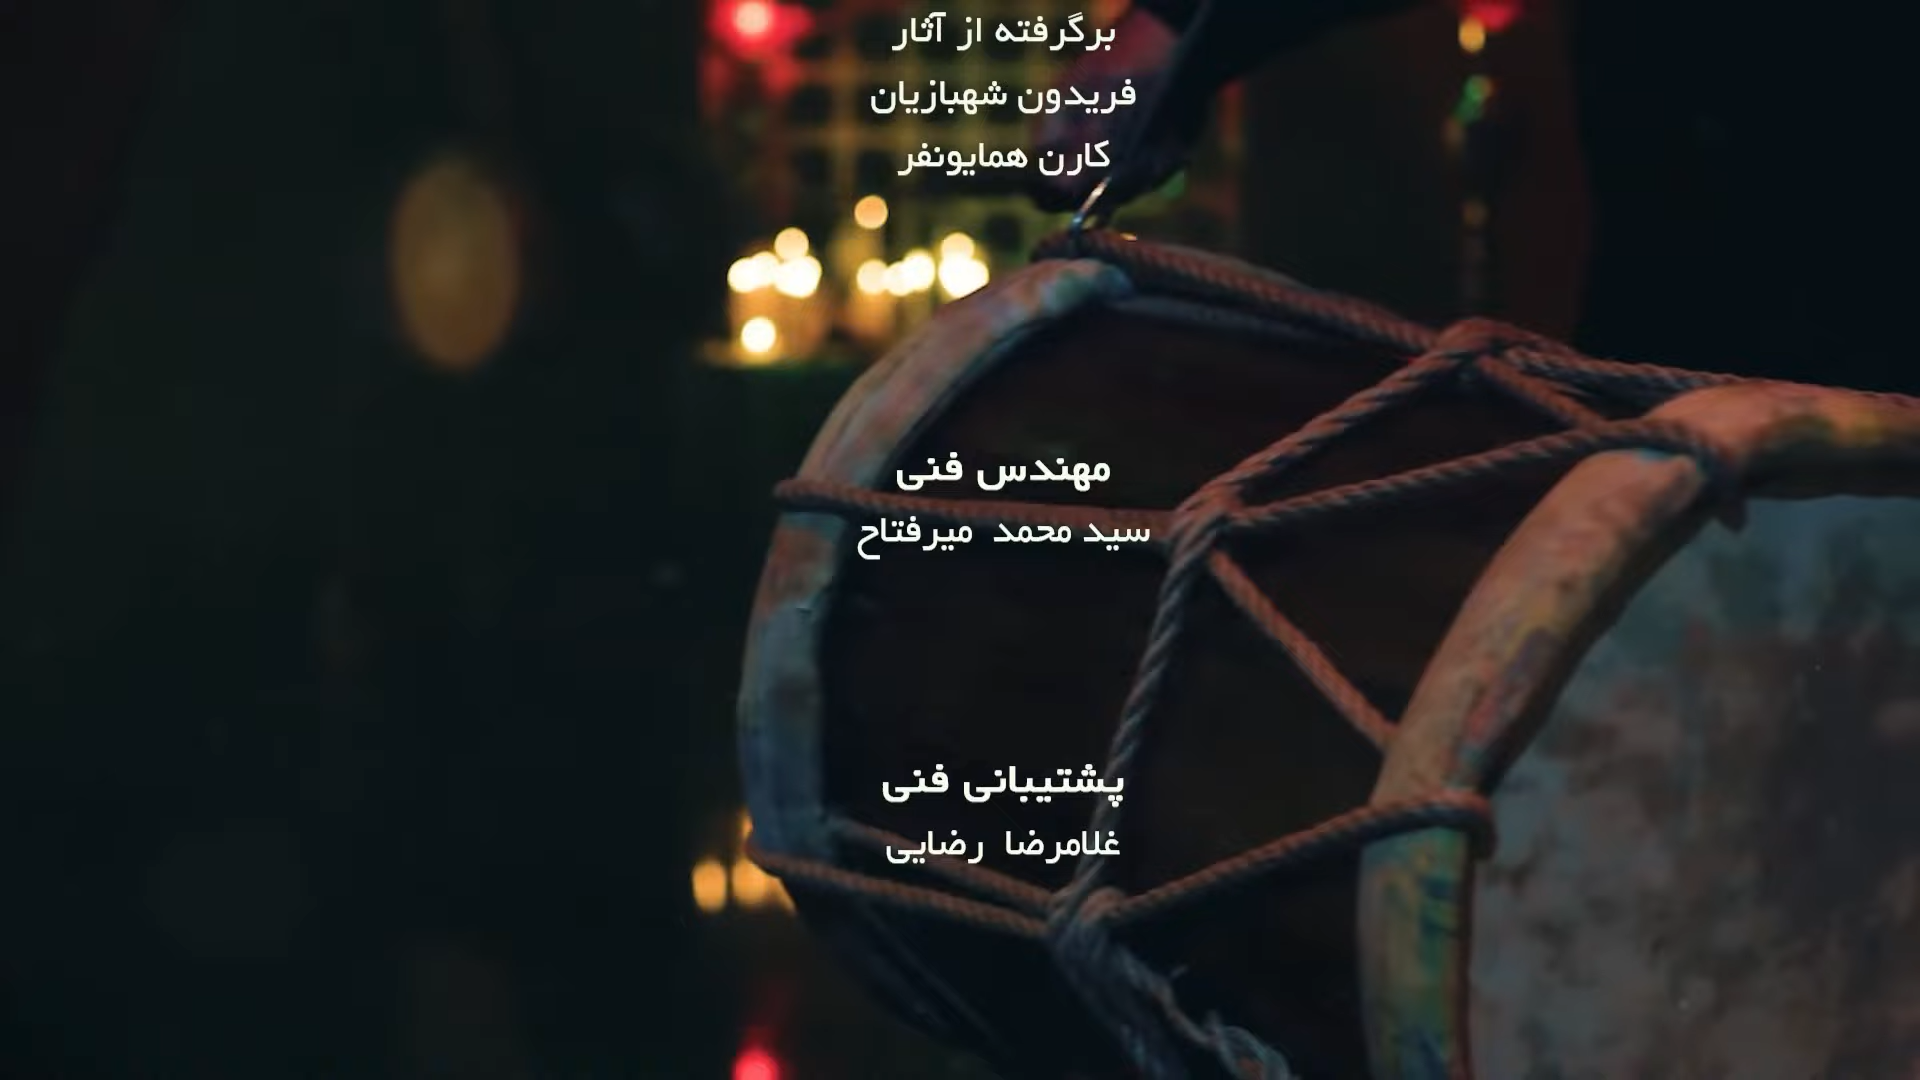 برگرفته از آثار
فریدون شهبازیان
کارن همایونفر
مهندس فنی
سید محمد میرفتاح
پشتیبانی فنی
غلامرضا رضایی